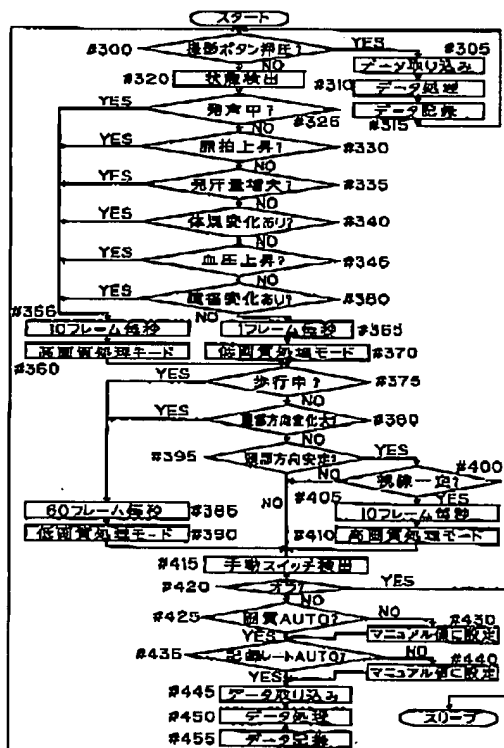 スタート
#300
撮影ボタン押圧?
YES
#305
NO
データ取り込み
#320
状態検出
#310
データ処理
データ記録
#315
YES
発声中?
#325
NO
YES
脈拍上昇?
#330
NO
YES
発汗量増大?
#335
NO
YES
体温変化あり?
#340
NO
YES
血圧上昇?
#345
NO
YES
変化あり?
NO
10フレーム毎秒
1フレーム毎秒
#365
高画質処理モード
低画質処理モード
#370
#360
YES
歩行中?
#375
NO
YES
頭部方向変化大?
#380
NO
#395
頭部方向安定?
YES
#400
NO
視線一定?
NO
#405
YES
60フレーム毎秒
#385
10フレーム毎秒
低画質処理モード
#390
#410
高画質処理モード
#415
手動スイッチ検出
#420
オフ?
YES
NO
#425
画質AUTO?
NO
#430
YES
マニュアル値に設定
#435
記録レートAUTO?
NO
#440
YES
マニュアル値に設定
#445
データ取り込み
#450
データ処理
スリープ
#455
データ記録